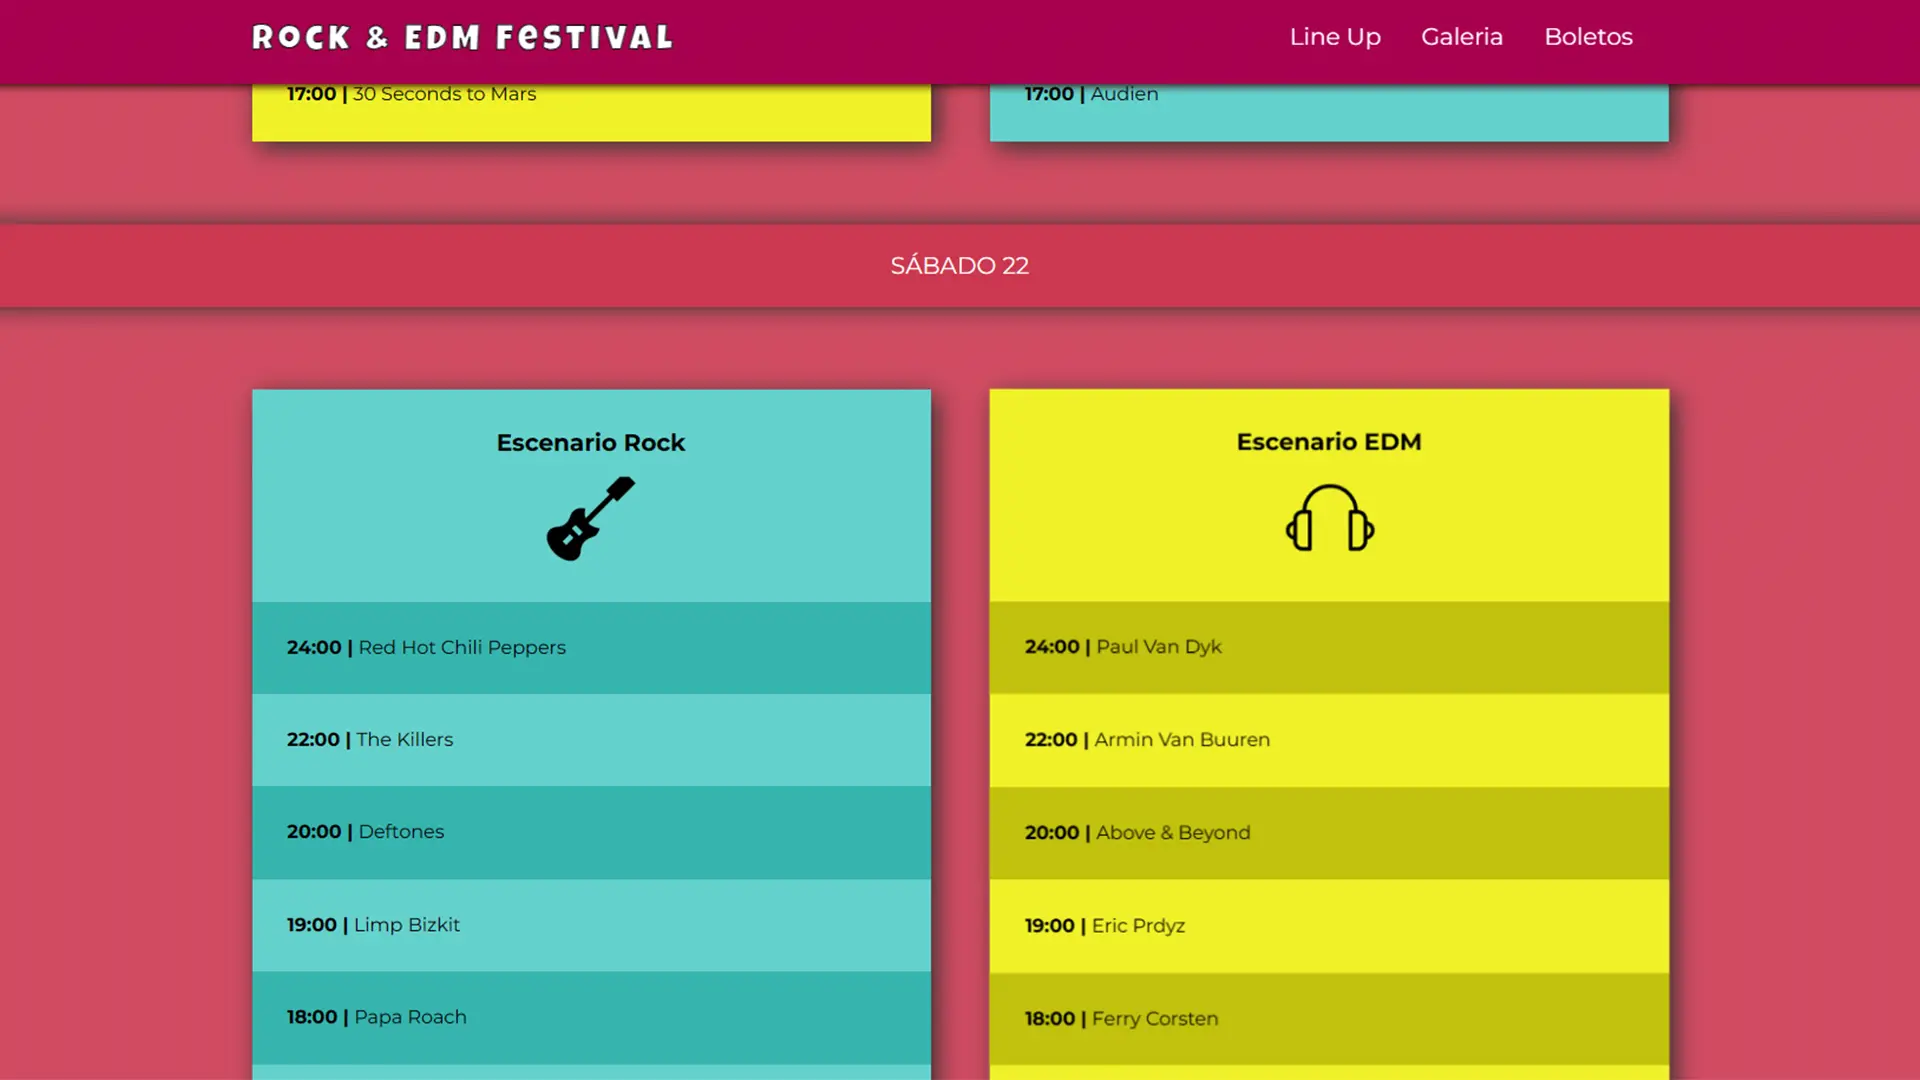 ROCK & EDM FeSTIVAL
Line Up
Galeria
Boletos
17:00 | 30 Seconds to Mars
17:00 | Audien
SÁBADO 22
Escenario Rock
24:00 | Red Hot Chili Peppers
22:00 | The Killers
20:00 | Deftones
19:00 | Limp Bizkit
18:00 | Papa Roach
Escenario EDM
24:00 | Paul Van Dyk
22:00 | Armin Van Buuren
20:00 | Above & Beyond
19:00 | Eric Prdyz
18:00 | Ferry Corsten